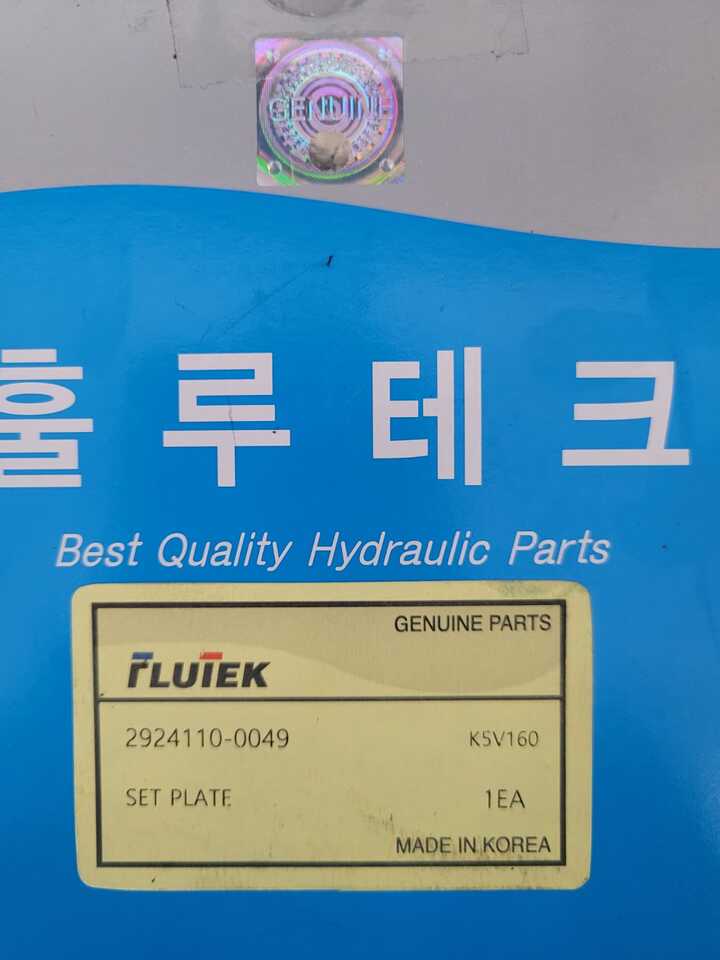 GENUINE
훌루테크
Best Quality Hydraulic Parts
GENUINE PARTS
FLUTEK
2924110-0049 K5V160
SET PLATE 1EA
MADE IN KOREA